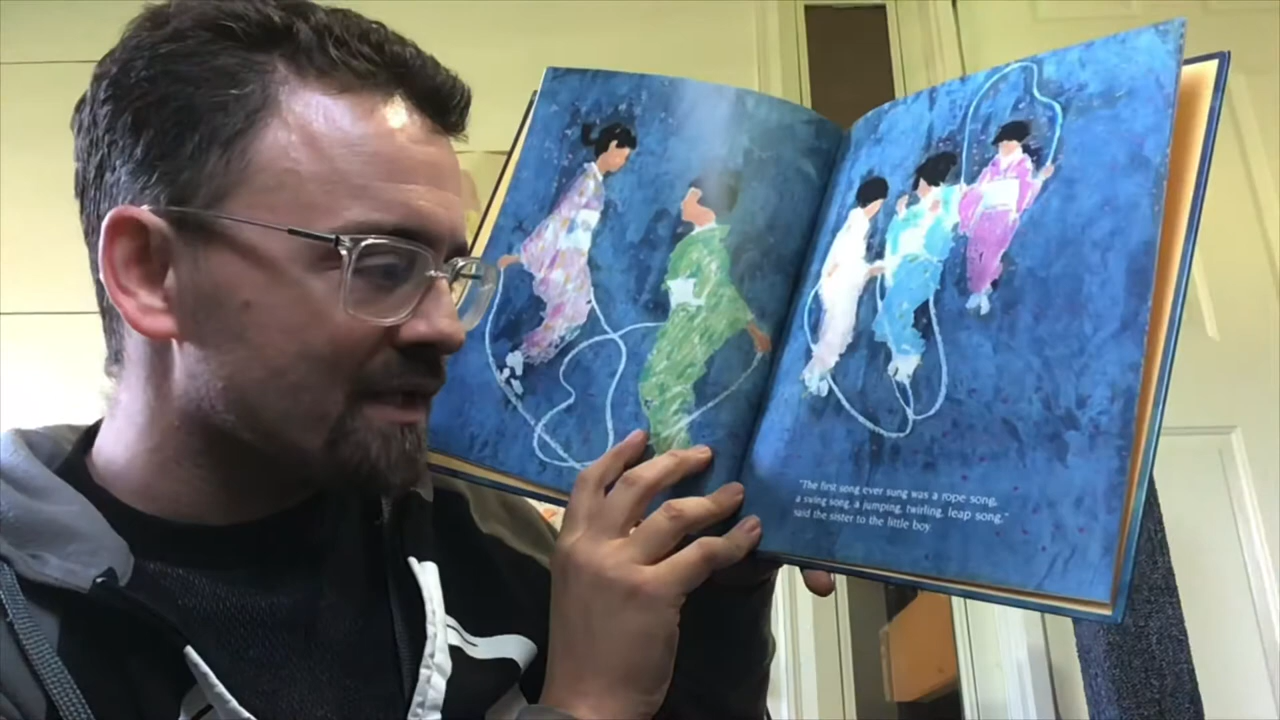 "The first song ever sung was a rope song,
a swing song, a jumping, twirling, leap song,"
said the sister to the little boy.